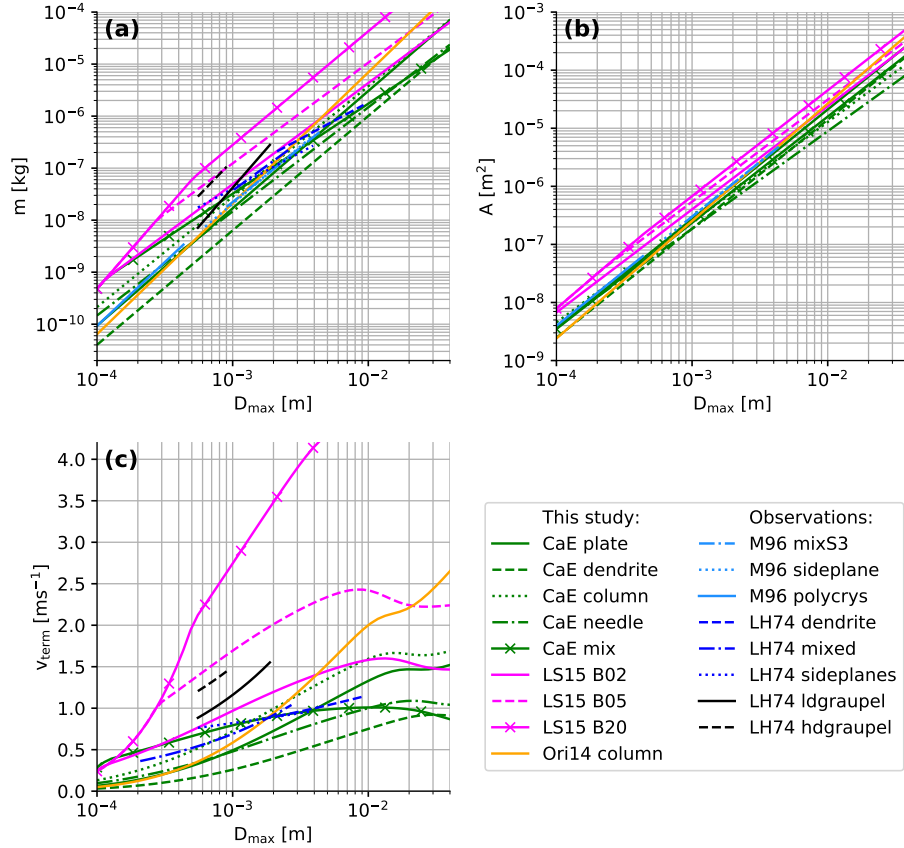 (a)
10⁻⁴
10⁻⁵
10⁻⁶
10⁻⁷
10⁻⁸
10⁻⁹
10⁻¹⁰
m [kg]
10⁻⁴ 10⁻³ 10⁻²
D_max [m]
(b)
10⁻³
10⁻⁴
10⁻⁵
10⁻⁶
10⁻⁷
10⁻⁸
10⁻⁹
A [m²]
10⁻⁴ 10⁻³ 10⁻²
D_max [m]
(c)
4.0
3.5
3.0
2.5
2.0
1.5
1.0
0.5
0.0
v_term [ms⁻¹]
10⁻⁴ 10⁻³ 10⁻²
D_max [m]
This study:
CaE plate
CaE dendrite
CaE column
CaE needle
CaE mix
LS15 B02
LS15 B05
LS15 B20
Ori14 column
Observations:
M96 mixS3
M96 sideplane
M96 polycrys
LH74 dendrite
LH74 mixed
LH74 sideplanes
LH74 ldgraupel
LH74 hdgraupel